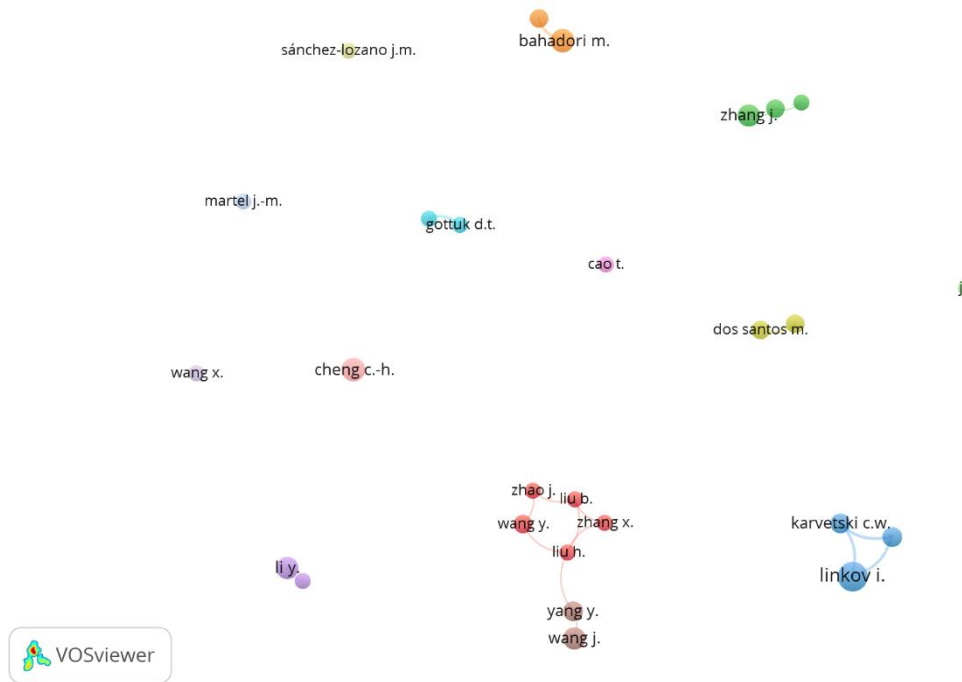 bahadori m.
sánchez-lozano j.m.
zhang j.
martel j.-m.
gottuk d.t.
cao t.
j
dos santos m.
wang x.
cheng c.-h.
zhao j.
liu b.
wang y.
zhang x.
karvetski c.w.
liu h.
li y.
linkov i.
yang y.
wang j.
VOSviewer